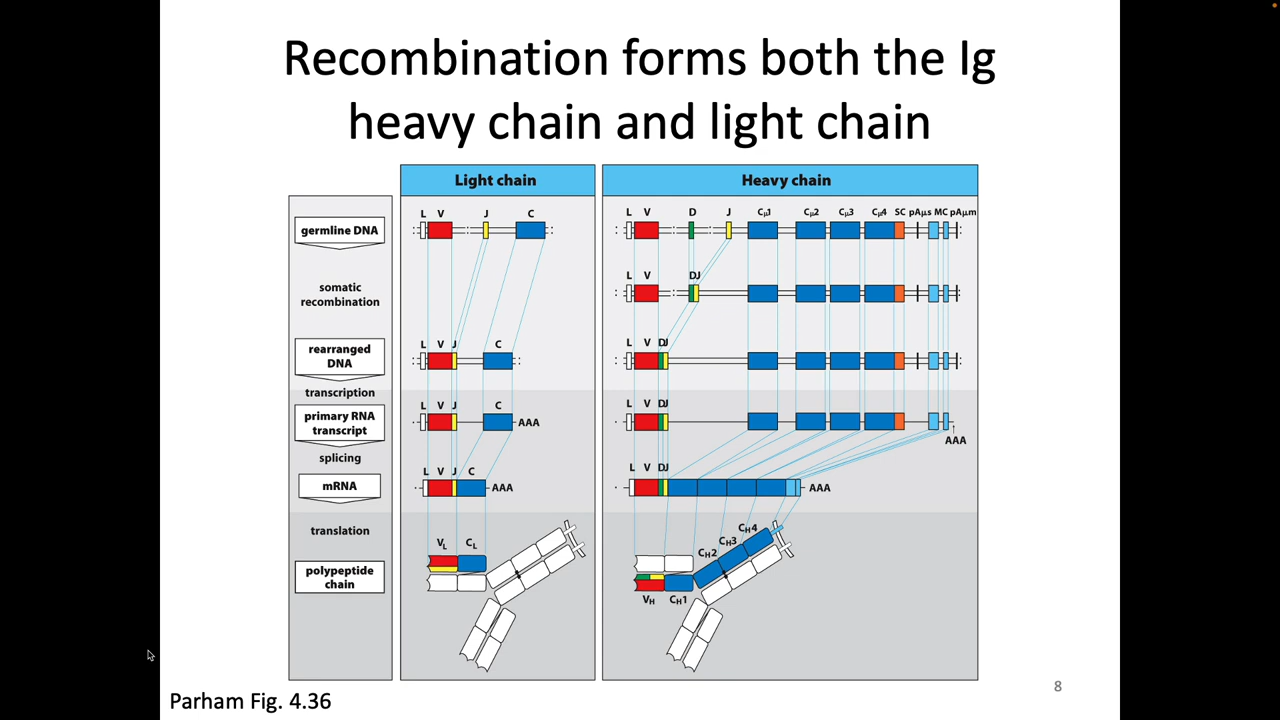 Recombination forms both the Ig
heavy chain and light chain
Light chain
Heavy chain
germline DNA
L V J C
L V D J Cμ1 Cμ2 Cμ3 Cμ4 SC pAμs MC pAμm
somatic
recombination
L V DJ
rearranged
DNA
L V J C
L V DJ
transcription
primary RNA
transcript
L V J C
AAA
L V DJ
AAA
splicing
mRNA
L V J C
AAA
L V DJ
AAA
translation
polypeptide
chain
VL CL
VH CH1 CH2 CH3 CH4
Parham Fig. 4.36
8